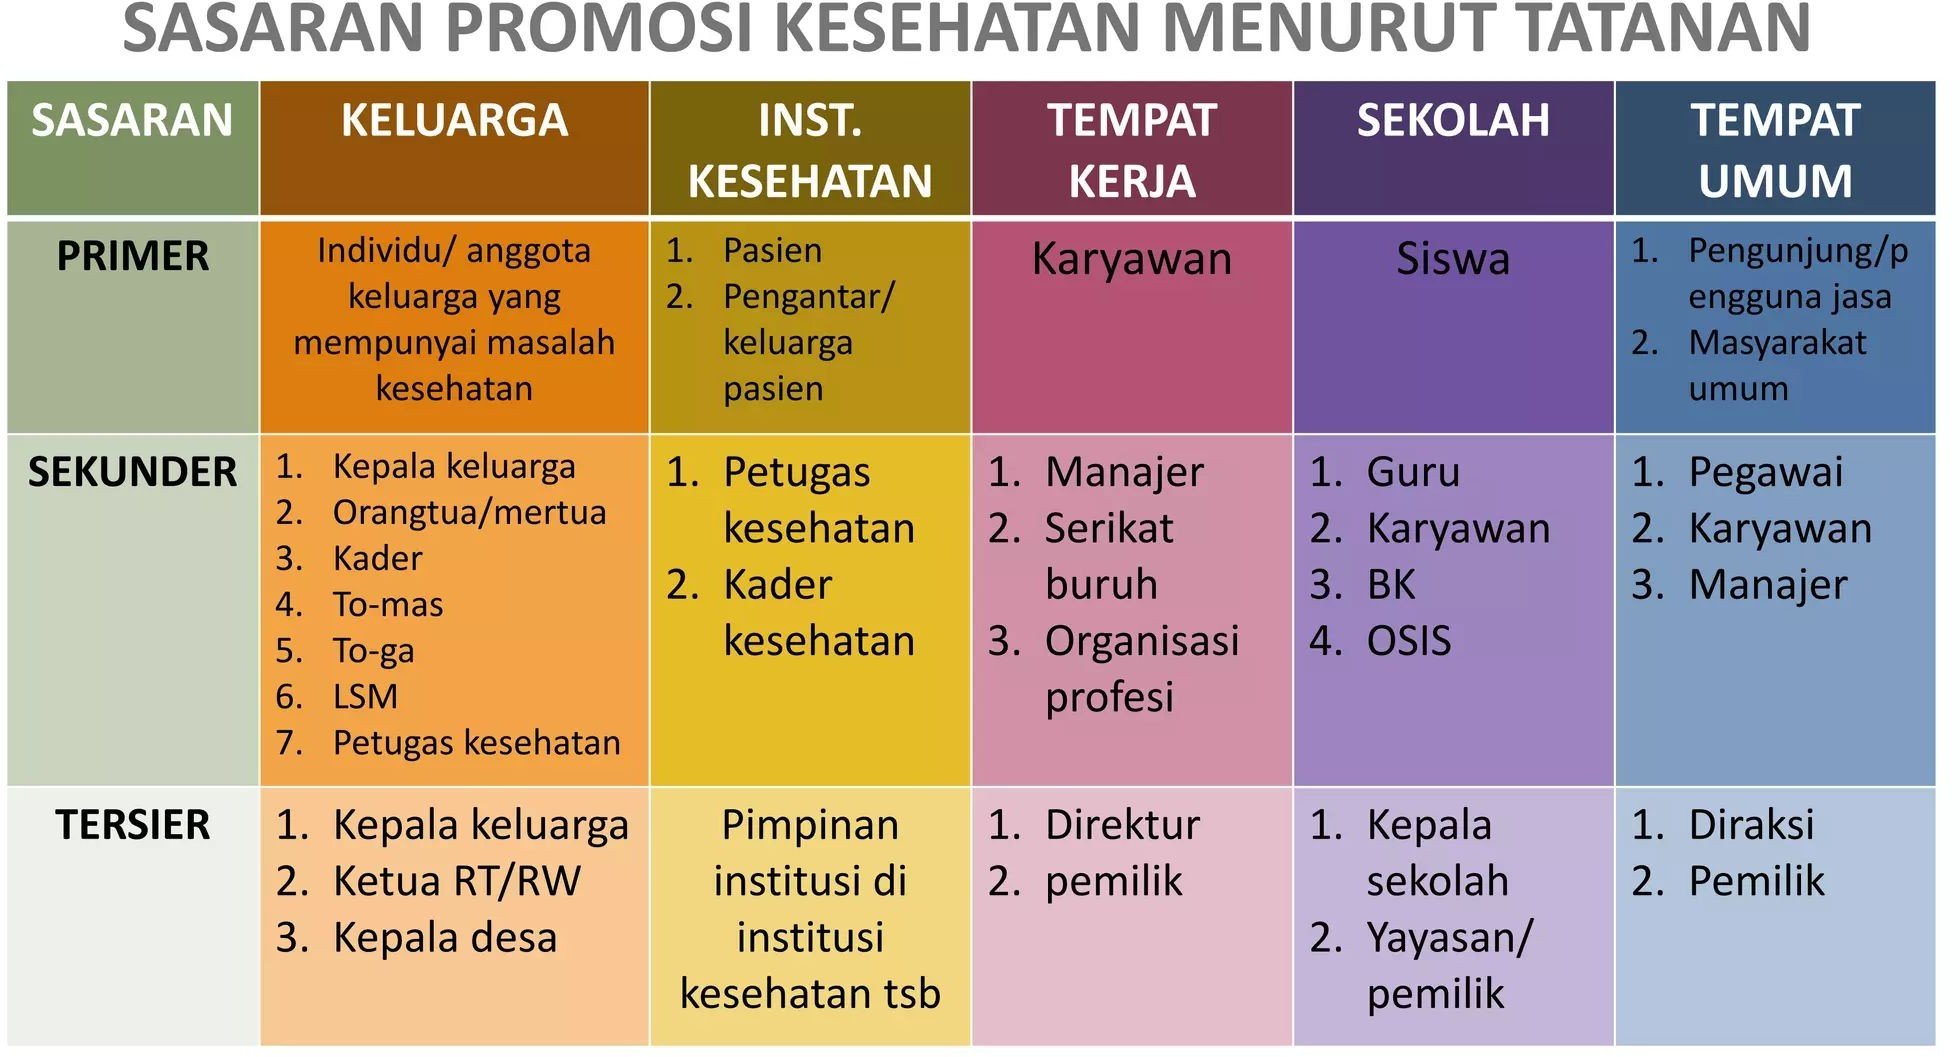 SASARAN PROMOSI KESEHATAN MENURUT TATANAN
SASARAN
KELUARGA
INST.
KESEHATAN
TEMPAT
KERJA
SEKOLAH
TEMPAT
UMUM
PRIMER
Individu/ anggota
keluarga yang
mempunyai masalah
kesehatan
1. Pasien
2. Pengantar/
keluarga
pasien
Karyawan
Siswa
1. Pengunjung/p
engguna jasa
2. Masyarakat
umum
SEKUNDER
1. Kepala keluarga
2. Orangtua/mertua
3. Kader
4. To-mas
5. To-ga
6. LSM
7. Petugas kesehatan
1. Petugas
kesehatan
2. Kader
kesehatan
1. Manajer
2. Serikat
buruh
3. Organisasi
profesi
1. Guru
2. Karyawan
3. BK
4. OSIS
1. Pegawai
2. Karyawan
3. Manajer
TERSIER
1. Kepala keluarga
2. Ketua RT/RW
3. Kepala desa
Pimpinan
institusi di
institusi
kesehatan tsb
1. Direktur
2. pemilik
1. Kepala
sekolah
2. Yayasan/
pemilik
1. Diraksi
2. Pemilik